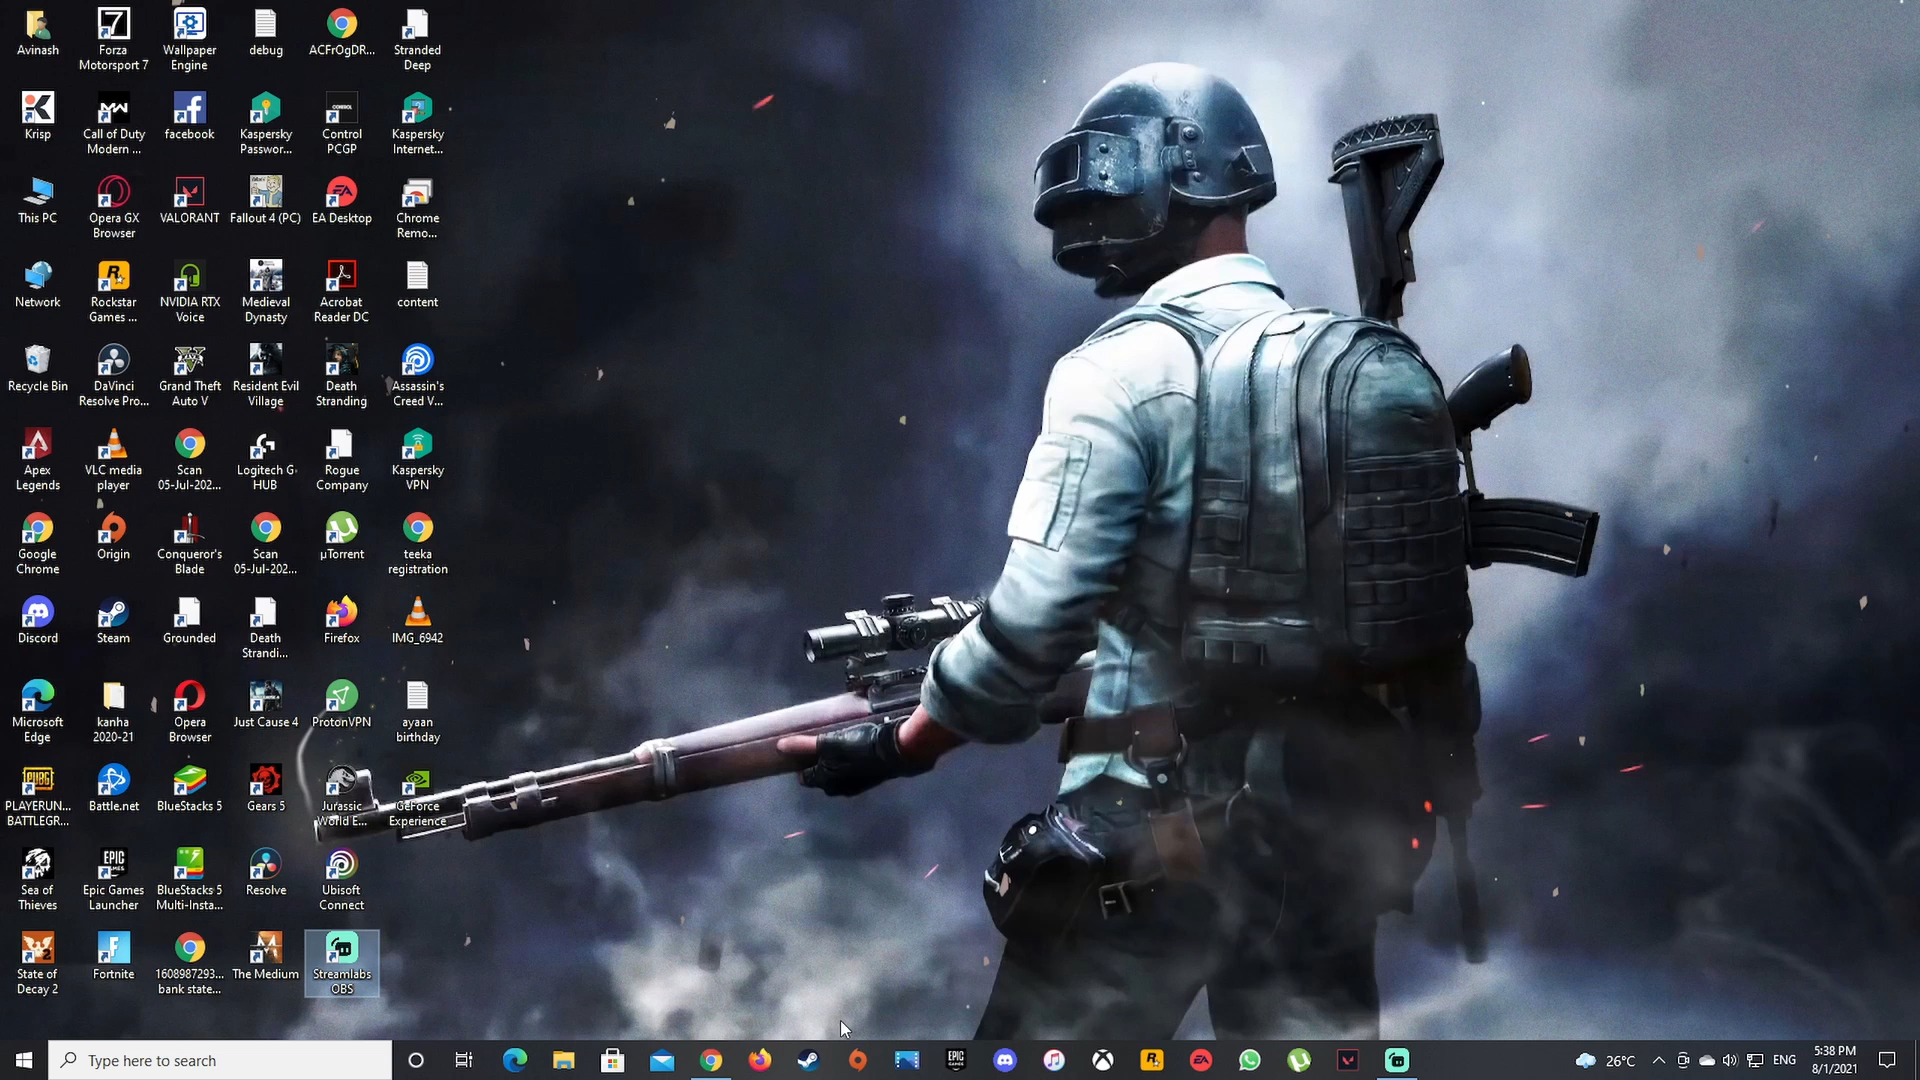 Avinash
Forza
Motorsport 7
Wallpaper
Engine
debug
ACFrOgDR...
Stranded
Deep
Krisp
Call of Duty
Modern ...
facebook
Kaspersky
Passwor...
CONTROL
Control
PCGP
Kaspersky
Internet...
This PC
Opera GX
Browser
VALORANT
Fallout 4 (PC)
EA
EA Desktop
Chrome
Remo...
Network
Rockstar
Games ...
NVIDIA RTX
Voice
Medieval
Dynasty
Acrobat
Reader DC
content
Recycle Bin
DaVinci
Resolve Pro...
Grand Theft
Auto V
Resident Evil
Village
Death
Stranding
Assassin's
Creed V...
Apex
Legends
VLC media
player
Scan
05-Jul-202...
Logitech G
HUB
Rogue
Company
Kaspersky
VPN
Google
Chrome
Origin
Conqueror's
Blade
Scan
05-Jul-202...
µTorrent
teeka
registration
Discord
Steam
Grounded
Death
Strandi...
Firefox
IMG_6942
Microsoft
Edge
kanha
2020-21
Opera
Browser
Just Cause 4
ProtonVPN
ayaan
birthday
PUBG
PLAYERUN...
BATTLEGR...
Battle.net
BlueStacks 5
Gears 5
Jurassic
World E...
GeForce
Experience
Sea of
Thieves
EPIC
GAMES
Epic Games
Launcher
BlueStacks 5
Multi-Insta...
Resolve
Ubisoft
Connect
State of
Decay 2
Fortnite
1608987293...
bank state...
The Medium
Streamlabs
OBS
Type here to search
EPIC
GAMES
EA
26°C
ENG
5:38 PM
8/1/2021